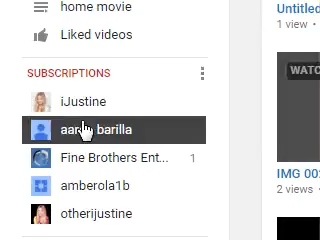 home movie
Liked videos
SUBSCRIPTIONS
iJustine
barilla
Fine Brothers Ent... 1
amberola1b
otherijustine
Untitled
1 view •
WATC
IMG 00
2 views •